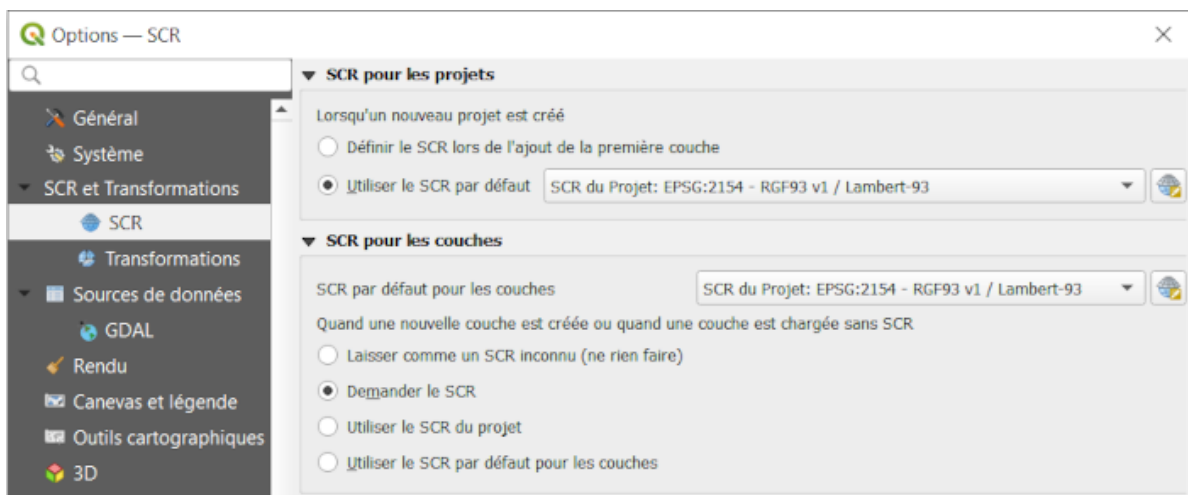 Options — SCR
Général
Système
SCR et Transformations
SCR
Transformations
Sources de données
GDAL
Rendu
Canevas et légende
Outils cartographiques
3D
SCR pour les projets
Lorsqu'un nouveau projet est créé
Définir le SCR lors de l'ajout de la première couche
Utiliser le SCR par défaut SCR du Projet: EPSG:2154 - RGF93 v1 / Lambert-93
SCR pour les couches
SCR par défaut pour les couches SCR du Projet: EPSG:2154 - RGF93 v1 / Lambert-93
Quand une nouvelle couche est créée ou quand une couche est chargée sans SCR
Laisser comme un SCR inconnu (ne rien faire)
Demander le SCR
Utiliser le SCR du projet
Utiliser le SCR par défaut pour les couches